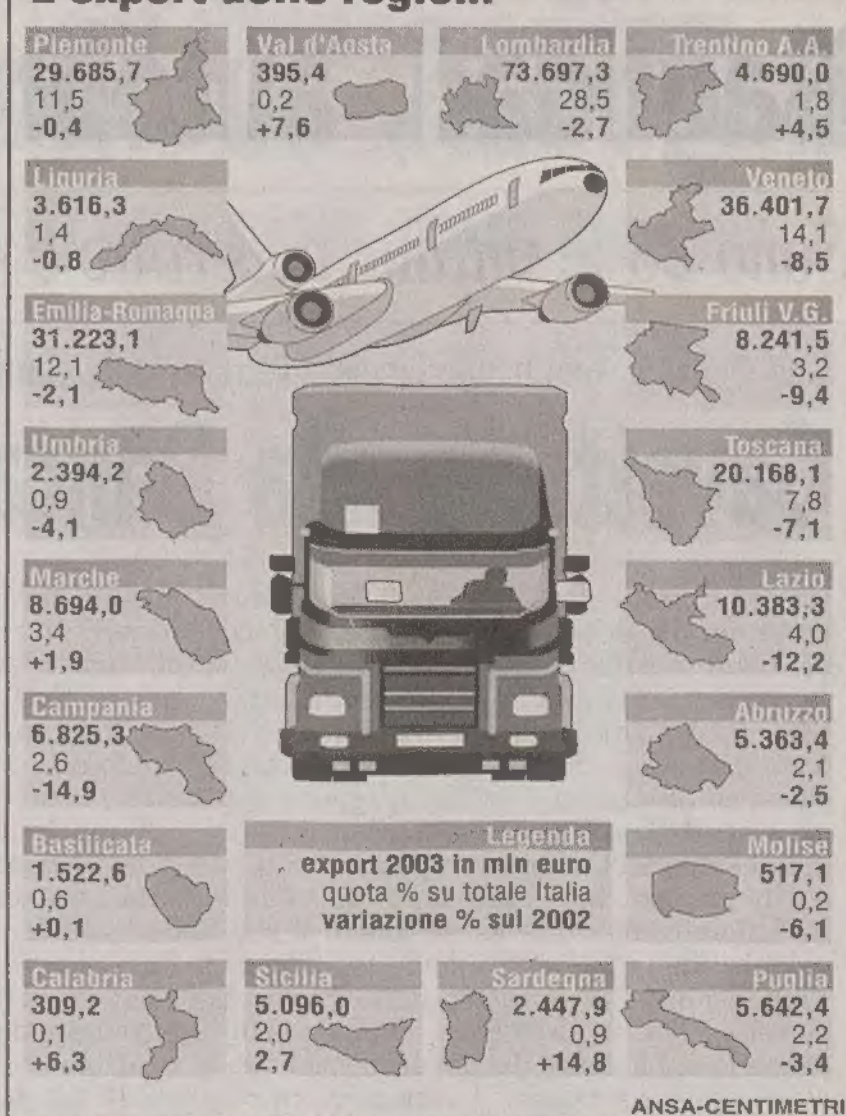 Piemonte
29.685,7
11,5
-0,4
Val d'Aosta
395,4
0,2
+7,6
Lombardia
73.697,3
28,5
-2,7
Trentino A.A.
4.690,0
1,8
+4,5
Liguria
3.616,3
1,4
-0,8
Veneto
36.401,7
14,1
-8,5
Emilia-Romagna
31.223,1
12,1
-2,1
Friuli V.G.
8.241,5
3,2
-9,4
Umbria
2.394,2
0,9
-4,1
Toscana
20.168,1
7,8
-7,1
Marche
8.694,0
3,4
+1,9
Lazio
10.383,3
4,0
-12,2
Campania
6.825,3
2,6
-14,9
Abruzzo
5.363,4
2,1
-2,5
Basilicata
1.522,6
0,6
+0,1
Legenda
export 2003 in mln euro
quota % su totale Italia
variazione % sul 2002
Molise
517,1
0,2
-6,1
Calabria
309,2
0,1
+6,3
Sicilia
5.096,0
2,0
2,7
Sardegna
2.447,9
0,9
+14,8
Puglia
5.642,4
2,2
-3,4
ANSA-CENTIMETRI